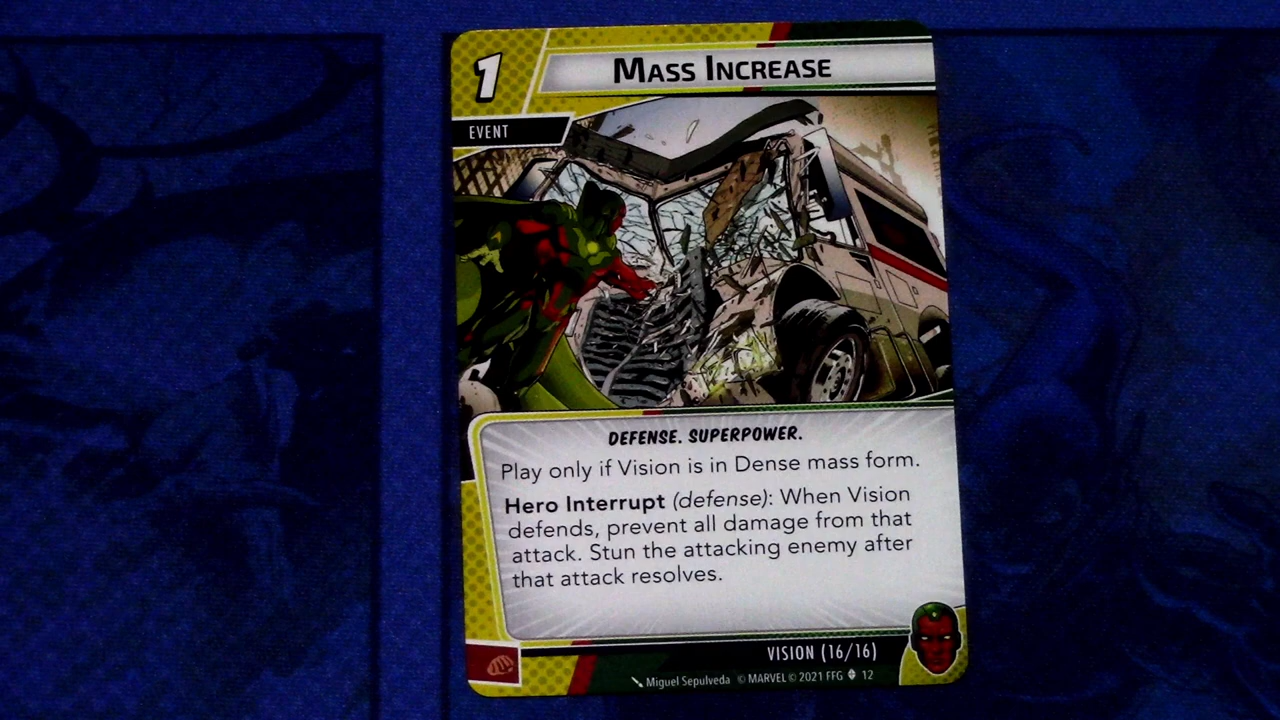 1
MASS INCREASE
EVENT
DEFENSE. SUPERPOWER.
Play only if Vision is in Dense mass form.
Hero Interrupt (defense): When Vision
defends, prevent all damage from that
attack. Stun the attacking enemy after
that attack resolves.
VISION (16/16)
Miguel Sepulveda © MARVEL © 2021 FFG 12